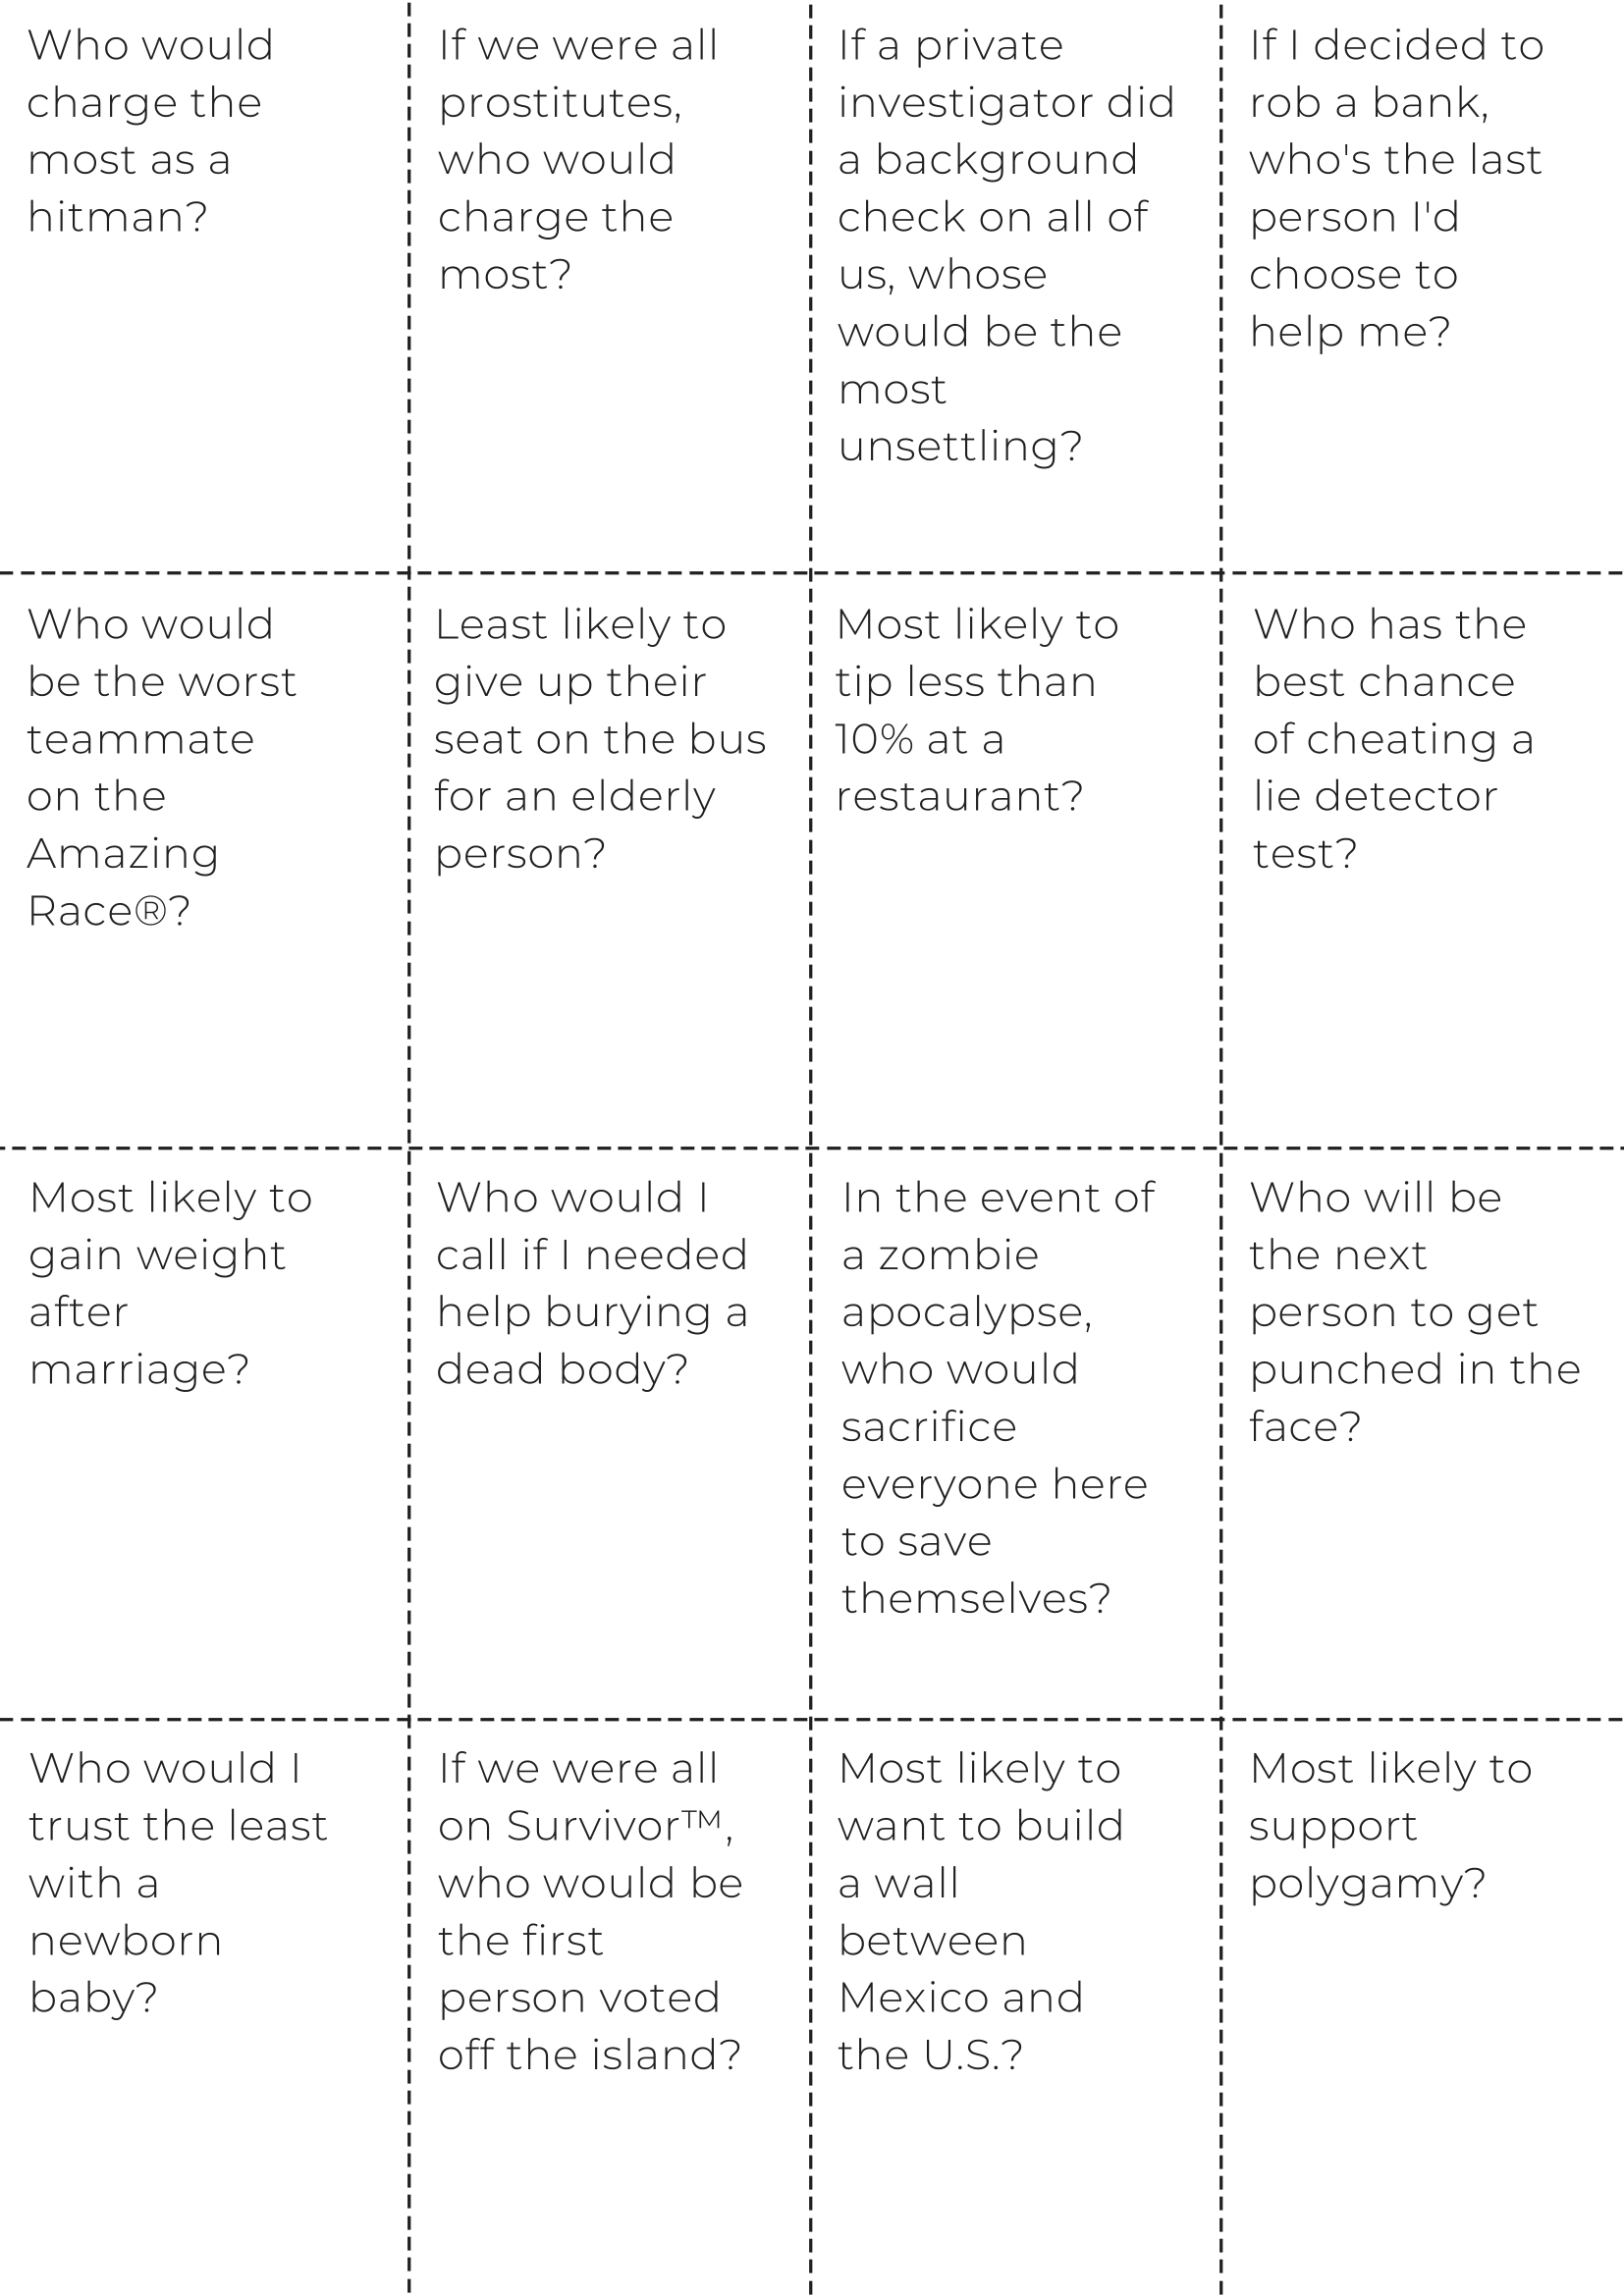 Who would
charge the
most as a
hitman?
If we were all
prostitutes,
who would
charge the
most?
If a private
investigator did
a background
check on all of
us, whose
would be the
most
unsettling?
If I decided to
rob a bank,
who's the last
person I'd
choose to
help me?
Who would
be the worst
teammate
on the
Amazing
Race®?
Least likely to
give up their
seat on the bus
for an elderly
person?
Most likely to
tip less than
10% at a
restaurant?
Who has the
best chance
of cheating a
lie detector
test?
Most likely to
gain weight
after
marriage?
Who would I
call if I needed
help burying a
dead body?
In the event of
a zombie
apocalypse,
who would
sacrifice
everyone here
to save
themselves?
Who will be
the next
person to get
punched in the
face?
Who would I
trust the least
with a
newborn
baby?
If we were all
on Survivor™,
who would be
the first
person voted
off the island?
Most likely to
want to build
a wall
between
Mexico and
the U.S.?
Most likely to
support
polygamy?